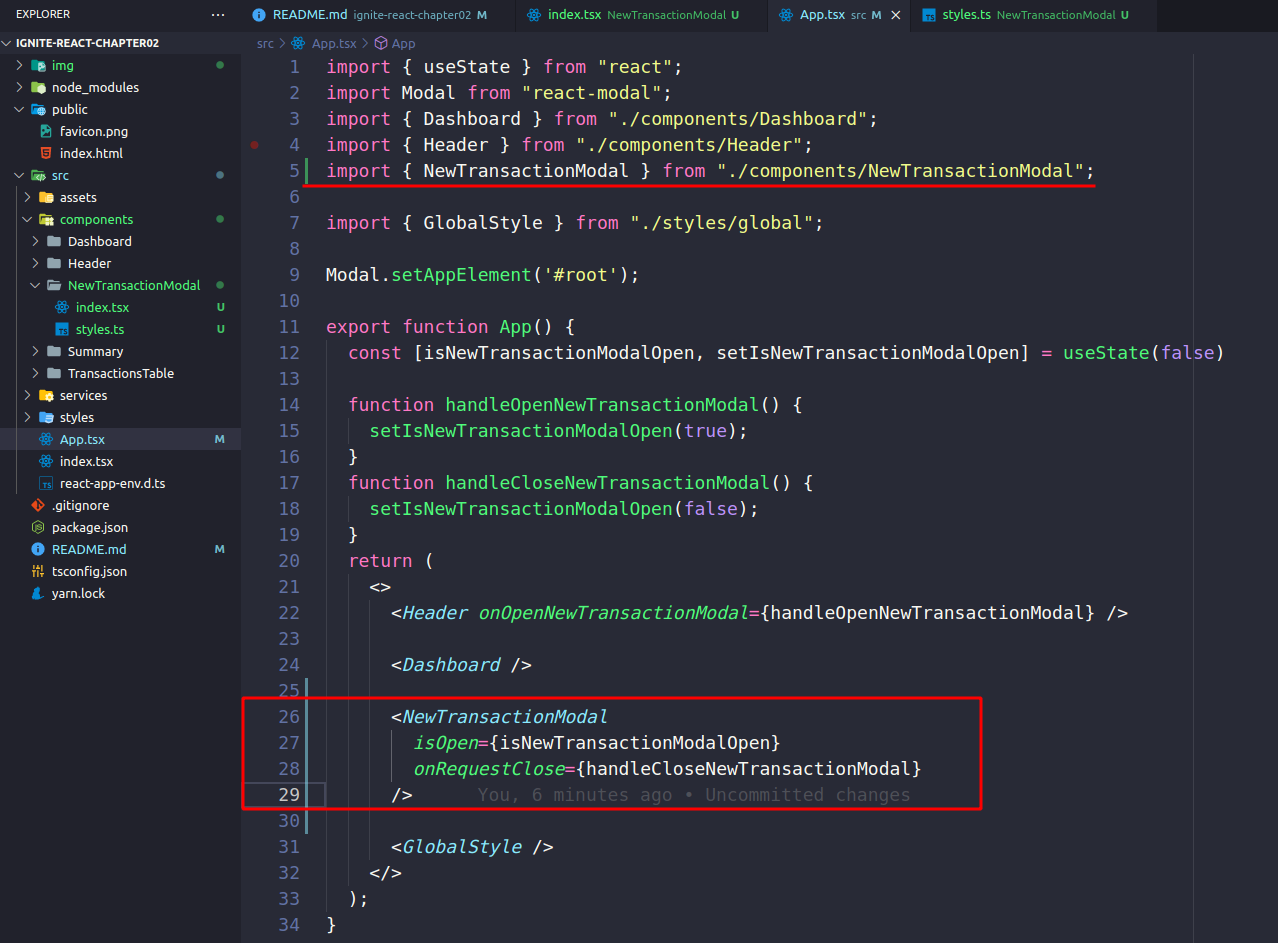 EXPLORER ···
IGNITE-REACT-CHAPTER02
img
node_modules
public
favicon.png
index.html
src
assets
components
Dashboard
Header
NewTransactionModal
index.tsx U
styles.ts U
Summary
TransactionsTable
services
styles
App.tsx M
index.tsx
react-app-env.d.ts
.gitignore
package.json
README.md M
tsconfig.json
yarn.lock
README.md ignite-react-chapter02 M
index.tsx NewTransactionModal U
App.tsx src M
styles.ts NewTransactionModal U
src > App.tsx > App
1 import { useState } from "react";
2 import Modal from "react-modal";
3 import { Dashboard } from "./components/Dashboard";
4 import { Header } from "./components/Header";
5 import { NewTransactionModal } from "./components/NewTransactionModal";
6
7 import { GlobalStyle } from "./styles/global";
8
9 Modal.setAppElement('#root');
10
11 export function App() {
12 const [isNewTransactionModalOpen, setIsNewTransactionModalOpen] = useState(false)
13
14 function handleOpenNewTransactionModal() {
15 setIsNewTransactionModalOpen(true);
16 }
17 function handleCloseNewTransactionModal() {
18 setIsNewTransactionModalOpen(false);
19 }
20 return (
21 <>
22 <Header onOpenNewTransactionModal={handleOpenNewTransactionModal} />
23
24 <Dashboard />
25
26 <NewTransactionModal
27 isOpen={isNewTransactionModalOpen}
28 onRequestClose={handleCloseNewTransactionModal}
29 /> You, 6 minutes ago • Uncommitted changes
30
31 <GlobalStyle />
32 </>
33 );
34 }